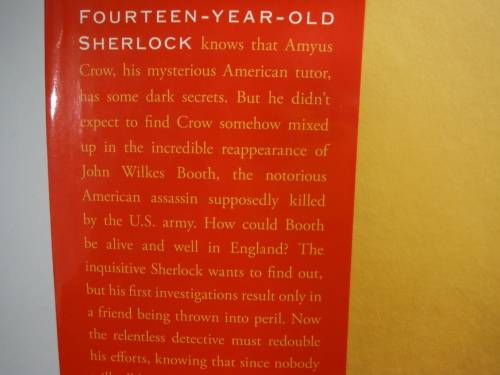 FOURTEEN-YEAR-OLD
SHERLOCK knows that Amyus
Crow, his mysterious American tutor,
has some dark secrets. But he didn't
expect to find Crow somehow mixed
up in the incredible reappearance of
John Wilkes Booth, the notorious
American assassin supposedly killed
by the U.S. army. How could Booth
be alive and well in England? The
inquisitive Sherlock wants to find out,
but his first investigations result only in
a friend being thrown into peril. Now
the relentless detective must redouble
his efforts, knowing that since nobody